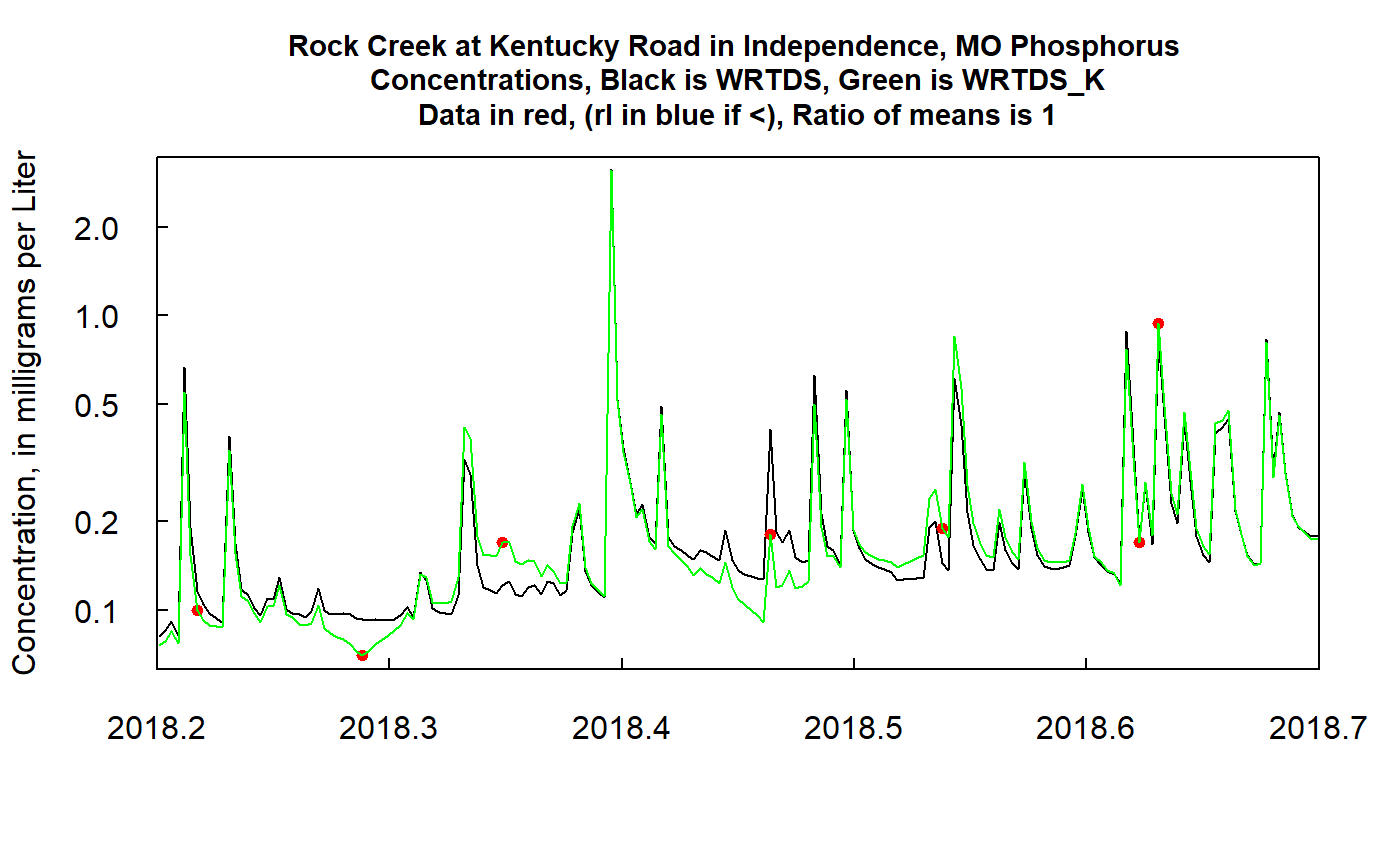 Rock Creek at Kentucky Road in Independence, MO Phosphorus
Concentrations, Black is WRTDS, Green is WRTDS_K
Data in red, (rl in blue if <), Ratio of means is 1
Concentration, in milligrams per Liter
2.0
1.0
0.5
0.2
0.1
2018.2
2018.3
2018.4
2018.5
2018.6
2018.7